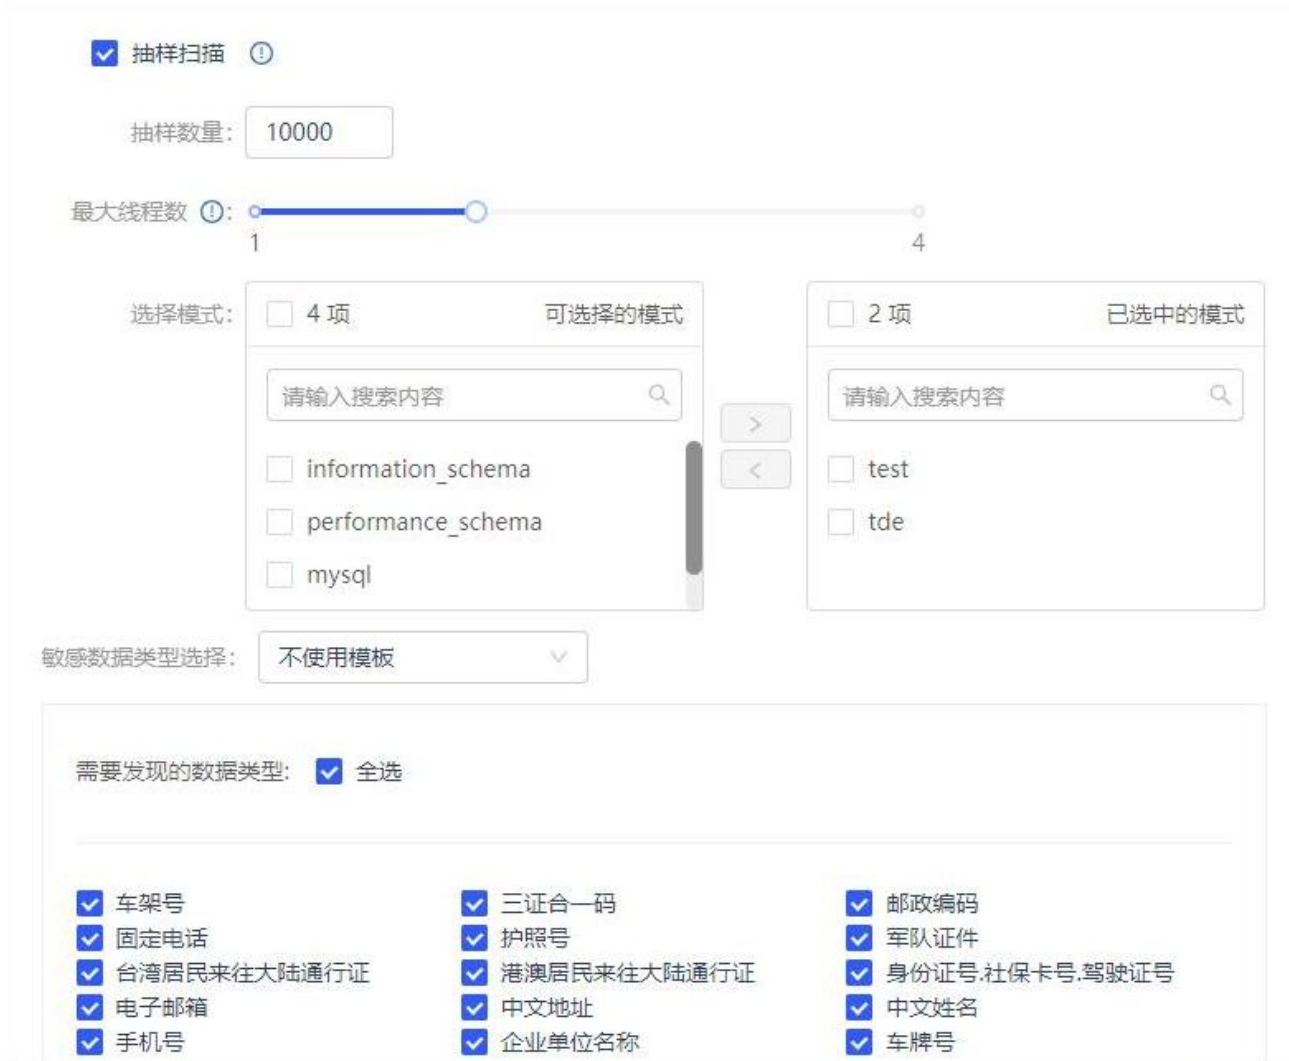 抽样扫描
抽样数量: 10000
最大线程数 :
1 4
选择模式: 4 项 可选择的模式 2 项 已选中的模式
请输入搜索内容 请输入搜索内容
> 
information_schema < test
performance_schema tde
mysql
敏感数据类型选择: 不使用模板
需要发现的数据类型: 全选
车架号 三证合一码 邮政编码
固定电话 护照号 军队证件
台湾居民来往大陆通行证 港澳居民来往大陆通行证 身份证号.社保卡号.驾驶证号
电子邮箱 中文地址 中文姓名
手机号 企业单位名称 车牌号